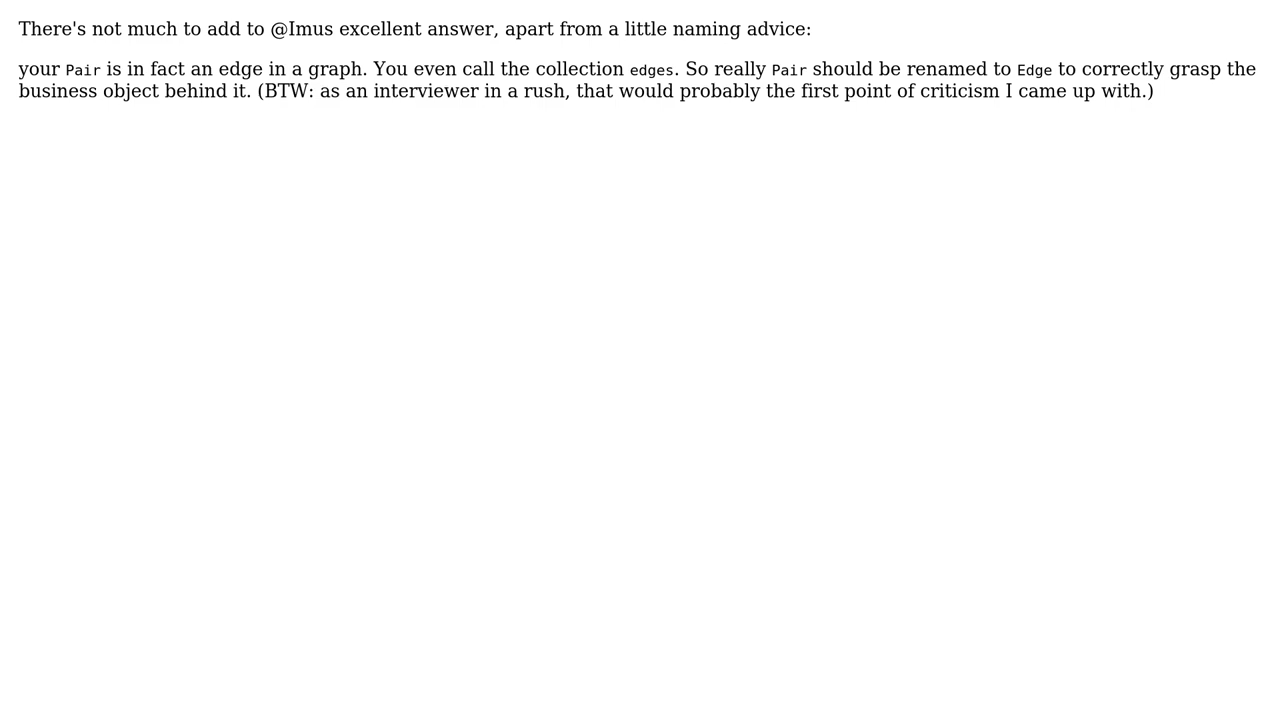 There's not much to add to @Imus excellent answer, apart from a little naming advice:
your Pair is in fact an edge in a graph. You even call the collection edges. So really Pair should be renamed to Edge to correctly grasp the
business object behind it. (BTW: as an interviewer in a rush, that would probably the first point of criticism I came up with.)